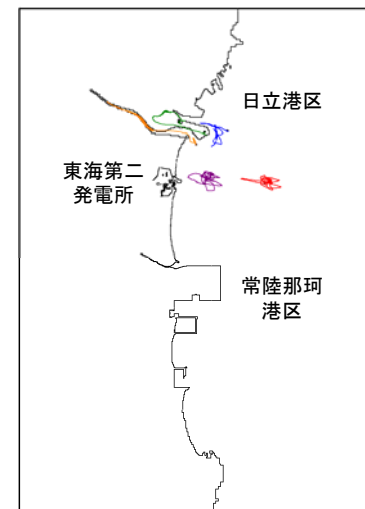 日立港区
東海第二
発電所
常陸那珂
港区